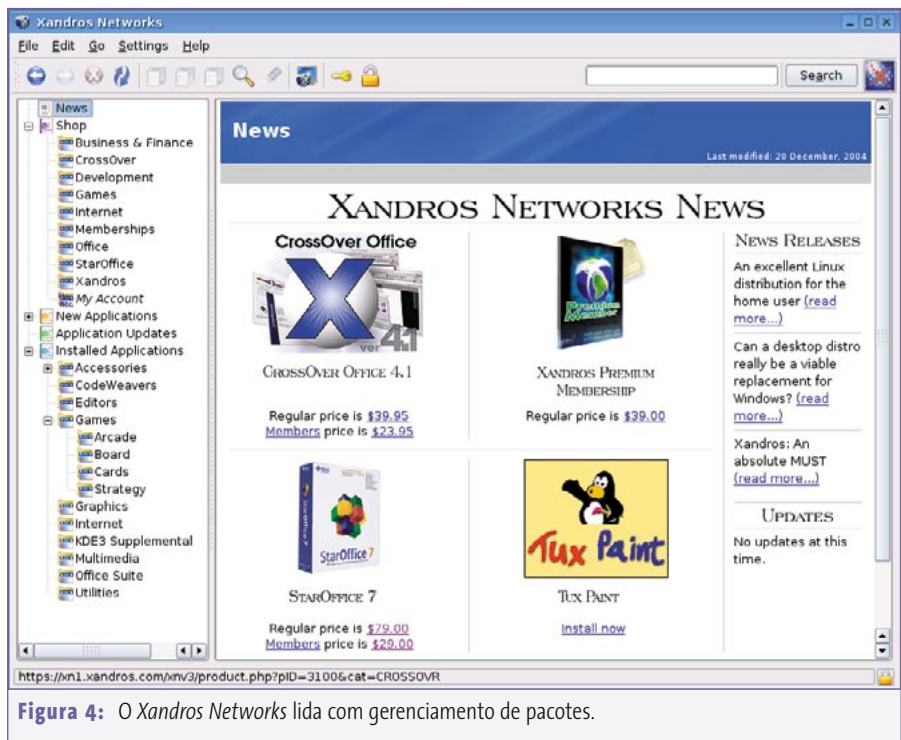 Xandros Networks
File Edit Go Settings Help
Search
News
Shop
Business & Finance
CrossOver
Development
Games
Internet
Memberships
Office
StarOffice
Xandros
My Account
New Applications
Application Updates
Installed Applications
Accessories
CodeWeavers
Editors
Games
Arcade
Board
Cards
Strategy
Graphics
Internet
KDE3 Supplemental
Multimedia
Office Suite
Utilities
News
Last modified: 20 December, 2004
XANDROS NETWORKS NEWS
CrossOver Office
X
ver 4.1
CROSSOVER OFFICE 4.1
Regular price is $39.95
Members price is $23.95
Premium
Member
XANDROS PREMIUM
MEMBERSHIP
Regular price is $39.00
StarOffice 7
STAROFFICE 7
Regular price is $79.00
Members price is $29.00
Tux Paint
TUX PAINT
Install now
NEWS RELEASES
An excellent Linux
distribution for the
home user (read
more...)
Can a desktop distro
really be a viable
replacement for
Windows? (read
more...)
Xandros: An
absolute MUST
(read more...)
UPDATES
No updates at this
time.
https://xn1.xandros.com/xnv3/product.php?pID=3100&cat=CROSSOVR
Figura 4: O Xandros Networks lida com gerenciamento de pacotes.